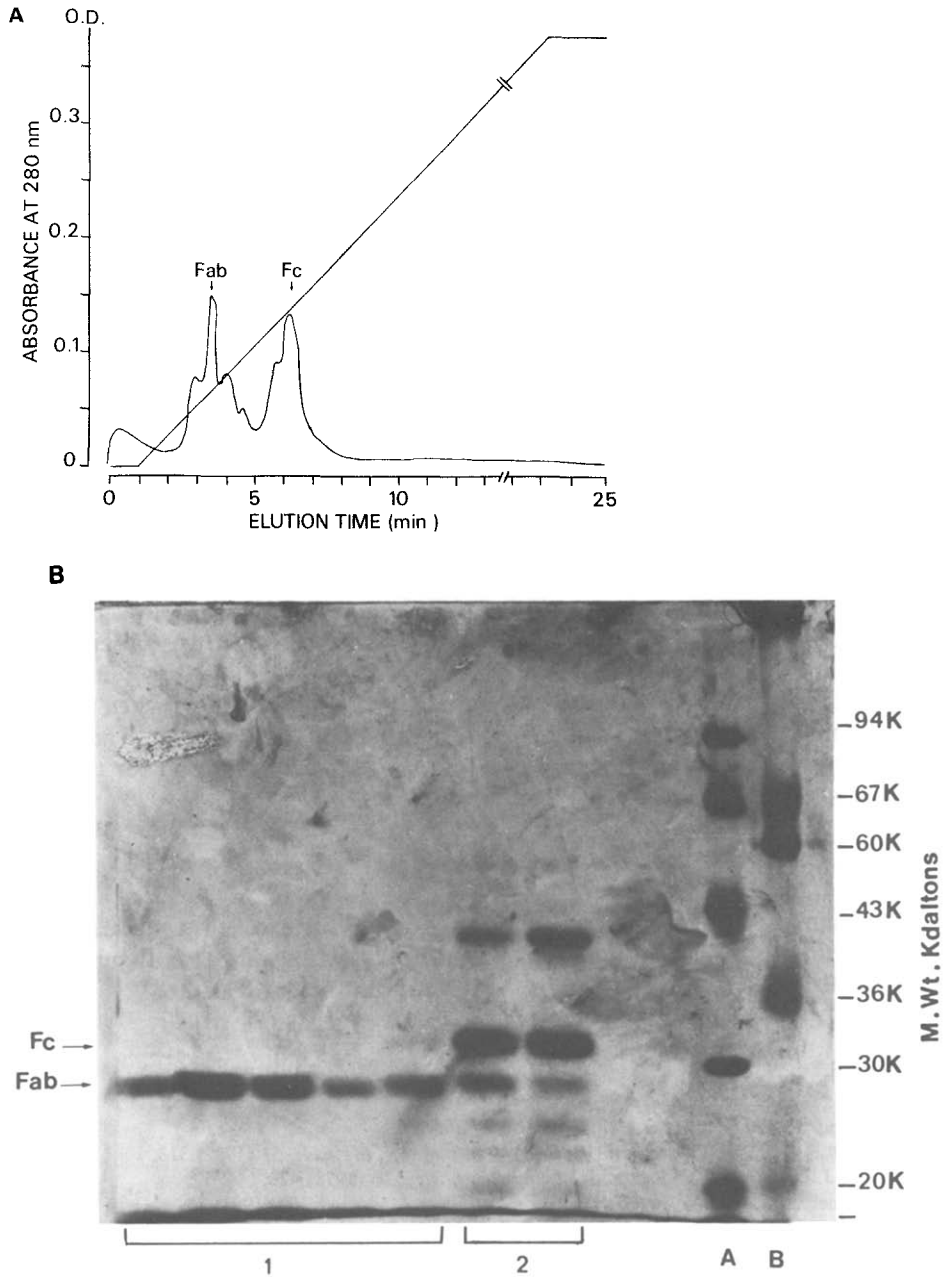 A
O.D.
0.3
0.2
0.1
0
ABSORBANCE AT 280 nm
Fab
Fc
0
5
10
25
ELUTION TIME (min )
B
94K
67K
60K
43K
36K
30K
20K
M.Wt. Kdaltons
Fc
Fab
1
2
A
B